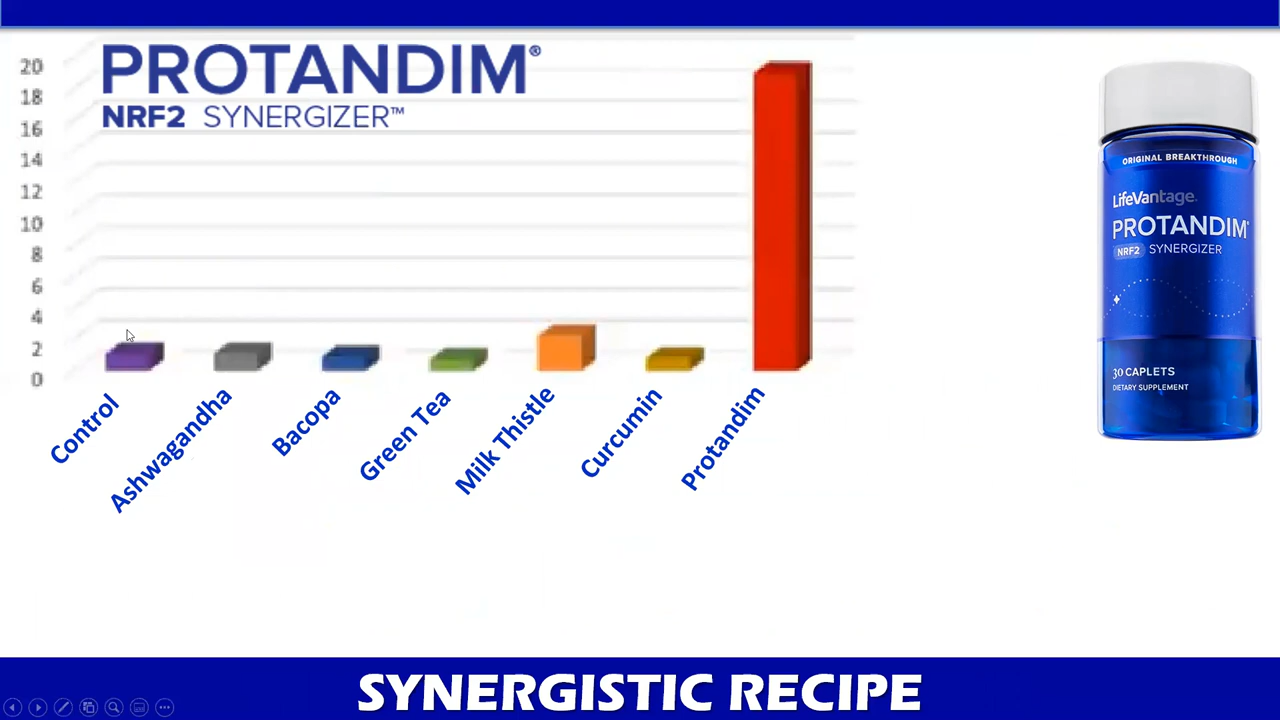 PROTANDIM®
NRF2 SYNERGIZER™
20
18
16
14
12
10
8
6
4
2
0
Control
Ashwagandha
Bacopa
Green Tea
Milk Thistle
Curcumin
Protandim
ORIGINAL BREAKTHROUGH
LifeVantage
PROTANDIM®
NRF2 SYNERGIZER
30 CAPLETS
DIETARY SUPPLEMENT
SYNERGISTIC RECIPE